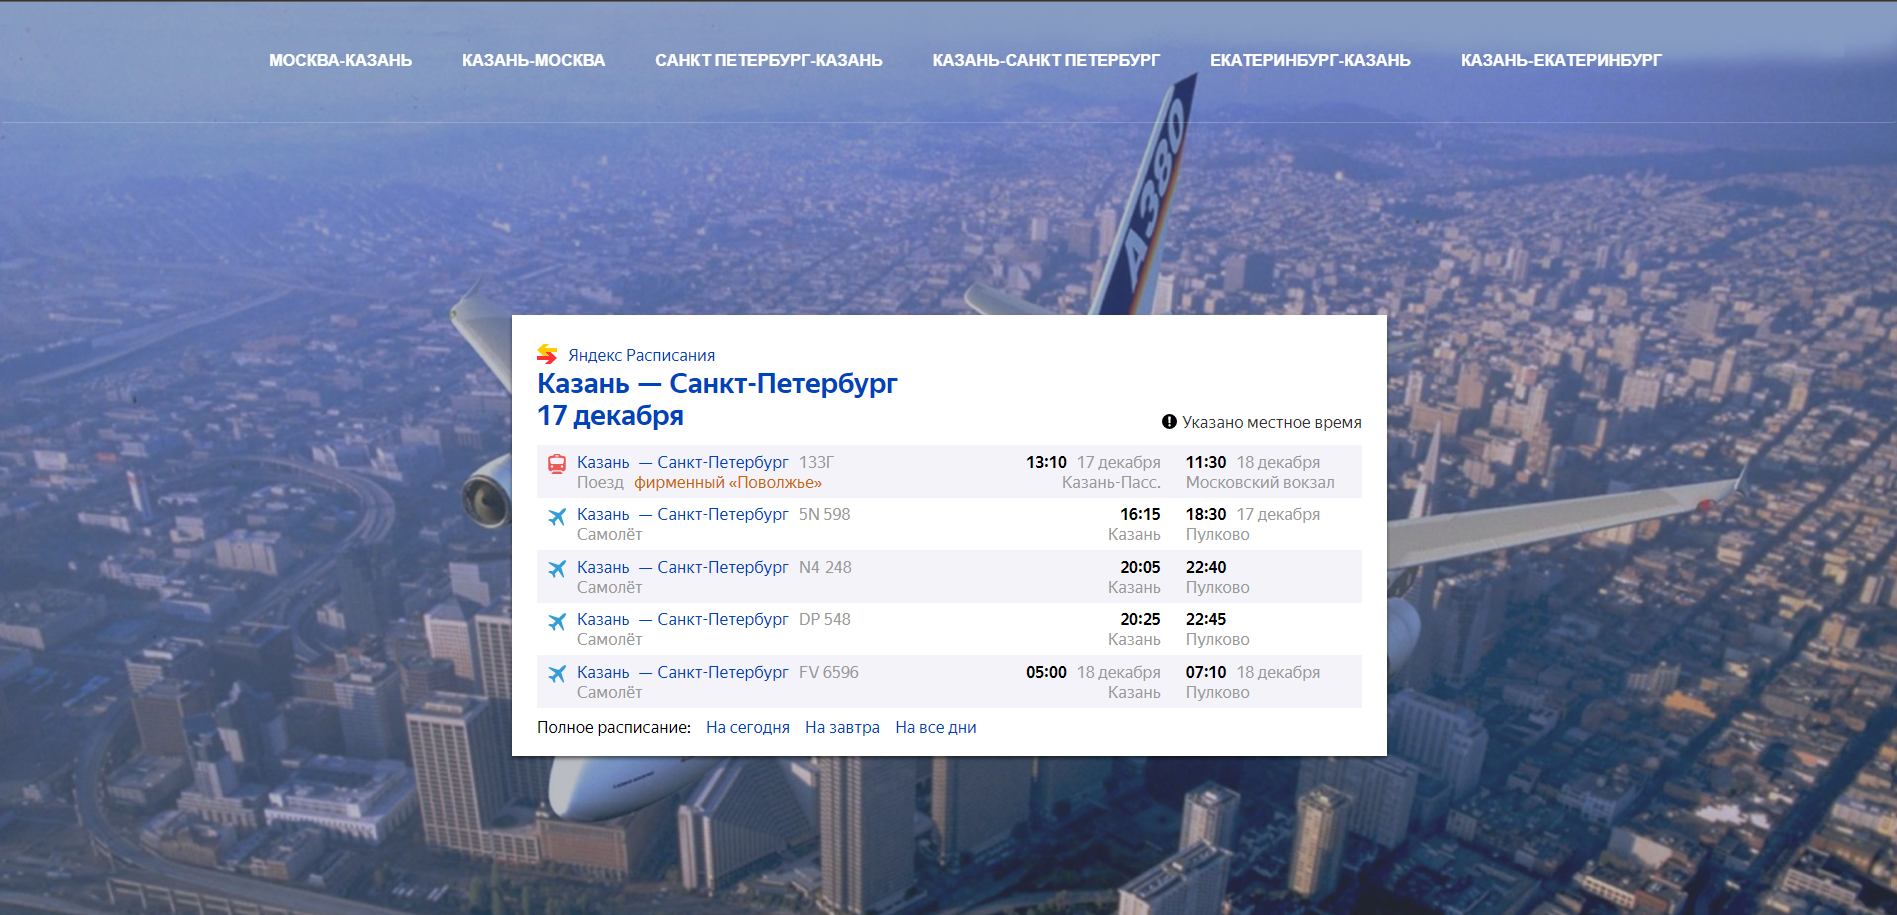 МОСКВА-КАЗАНЬ КАЗАНЬ-МОСКВА САНКТ ПЕТЕРБУРГ-КАЗАНЬ КАЗАНЬ-САНКТ ПЕТЕРБУРГ ЕКАТЕРИНБУРГ-КАЗАНЬ КАЗАНЬ-ЕКАТЕРИНБУРГ
A380
Яндекс Расписания
Казань — Санкт-Петербург
17 декабря
Указано местное время
Казань — Санкт-Петербург 133Г 13:10 17 декабря 11:30 18 декабря
Поезд фирменный «Поволжье» Казань-Пасс. Московский вокзал
Казань — Санкт-Петербург 5N 598 16:15 18:30 17 декабря
Самолёт Казань Пулково
Казань — Санкт-Петербург N4 248 20:05 22:40
Самолёт Казань Пулково
Казань — Санкт-Петербург DP 548 20:25 22:45
Самолёт Казань Пулково
Казань — Санкт-Петербург FV 6596 05:00 18 декабря 07:10 18 декабря
Самолёт Казань Пулково
Полное расписание: На сегодня На завтра На все дни